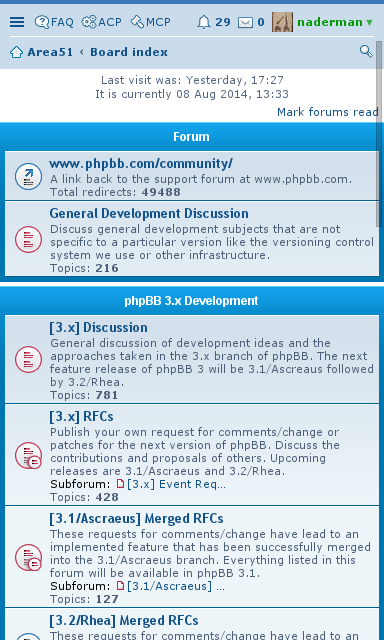 FAQ ACP MCP 29 0 naderman
Area51 ‹ Board index
Last visit was: Yesterday, 17:27
It is currently 08 Aug 2014, 13:33
Mark forums read
Forum
www.phpbb.com/community/
A link back to the support forum at www.phpbb.com.
Total redirects: 49488
General Development Discussion
Discuss general development subjects that are not
specific to a particular version like the versioning control
system we use or other infrastructure.
Topics: 216
phpBB 3.x Development
[3.x] Discussion
General discussion of development ideas and the
approaches taken in the 3.x branch of phpBB. The next
feature release of phpBB 3 will be 3.1/Ascreaus followed
by 3.2/Rhea.
Topics: 781
[3.x] RFCs
Publish your own request for comments/change or
patches for the next version of phpBB. Discuss the
contributions and proposals of others. Upcoming
releases are 3.1/Ascraeus and 3.2/Rhea.
Subforum: [3.x] Event Req...
Topics: 428
[3.1/Ascraeus] Merged RFCs
These requests for comments/change have lead to an
implemented feature that has been successfully merged
into the 3.1/Ascraeus branch. Everything listed in this
forum will be available in phpBB 3.1.
Subforum: [3.1/Ascraeus] ...
Topics: 127
[3.2/Rhea] Merged RFCs
These requests for comments/change have lead to an